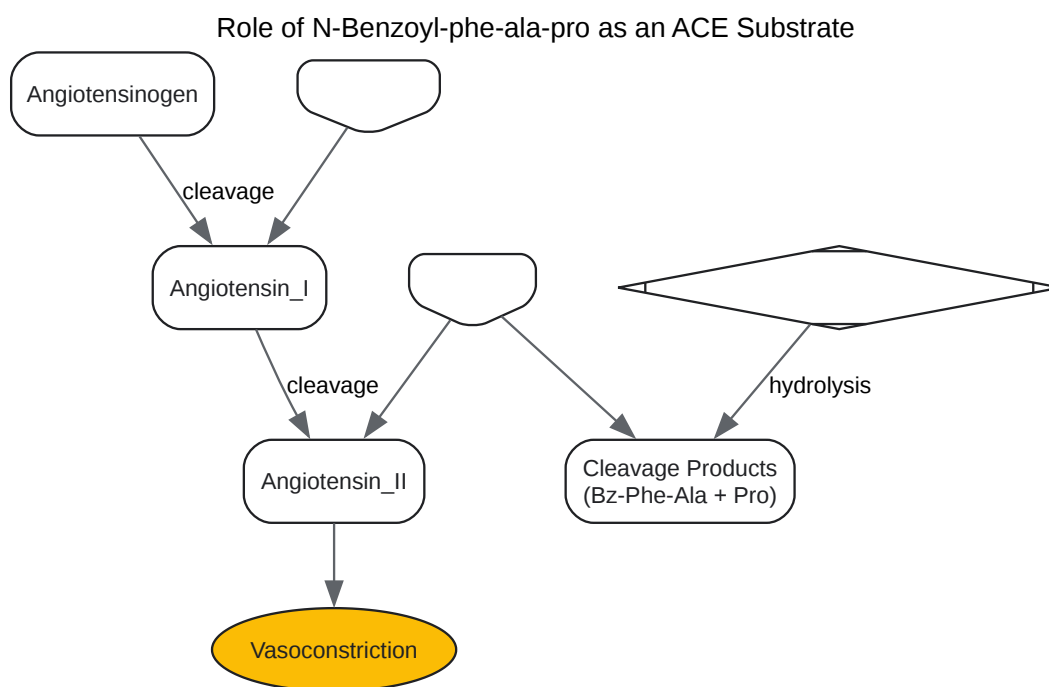 Role of N-Benzoyl-phe-ala-pro as an ACE Substrate
Angiotensinogen
cleavage
Angiotensin_I
cleavage
hydrolysis
Angiotensin_II
Cleavage Products
(Bz-Phe-Ala + Pro)
Vasoconstriction